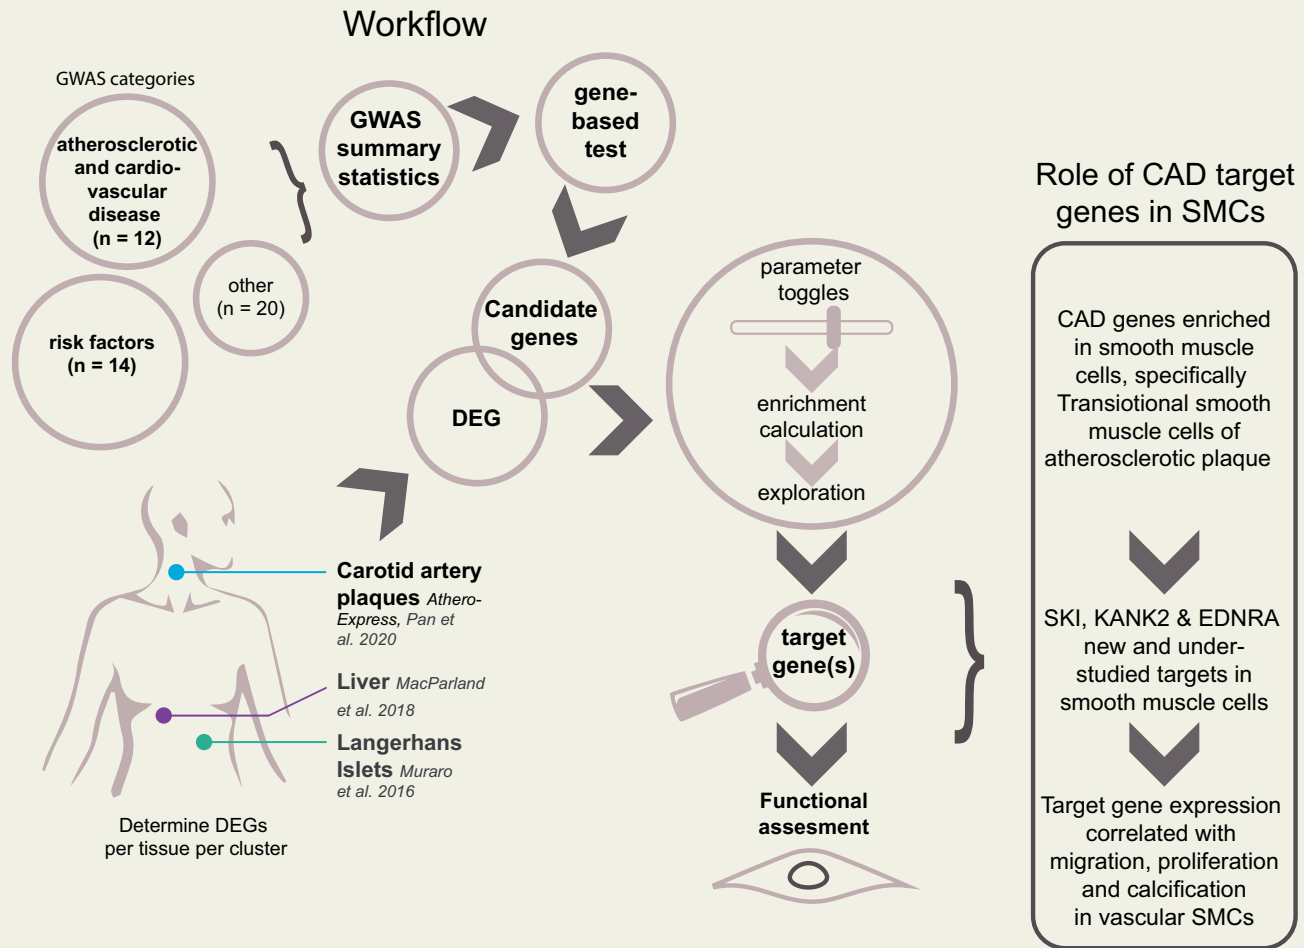 Workflow
GWAS categories
atherosclerotic
and cardio-
vascular
disease
(n = 12)
other
(n = 20)
risk factors
(n = 14)
GWAS
summary
statistics
gene-
based
test
Candidate
genes
DEG
Carotid artery
plaques Athero-
Express, Pan et
al. 2020
Liver MacParland
et al. 2018
Langerhans
Islets Muraro
et al. 2016
Determine DEGs
per tissue per cluster
parameter
toggles
enrichment
calculation
exploration
target
gene(s)
Functional
assesment
Role of CAD target
genes in SMCs
CAD genes enriched
in smooth muscle
cells, specifically
Transiotional smooth
muscle cells of
atherosclerotic plaque
SKI, KANK2 & EDNRA
new and under-
studied targets in
smooth muscle cells
Target gene expression
correlated with
migration, proliferation
and calcification
in vascular SMCs